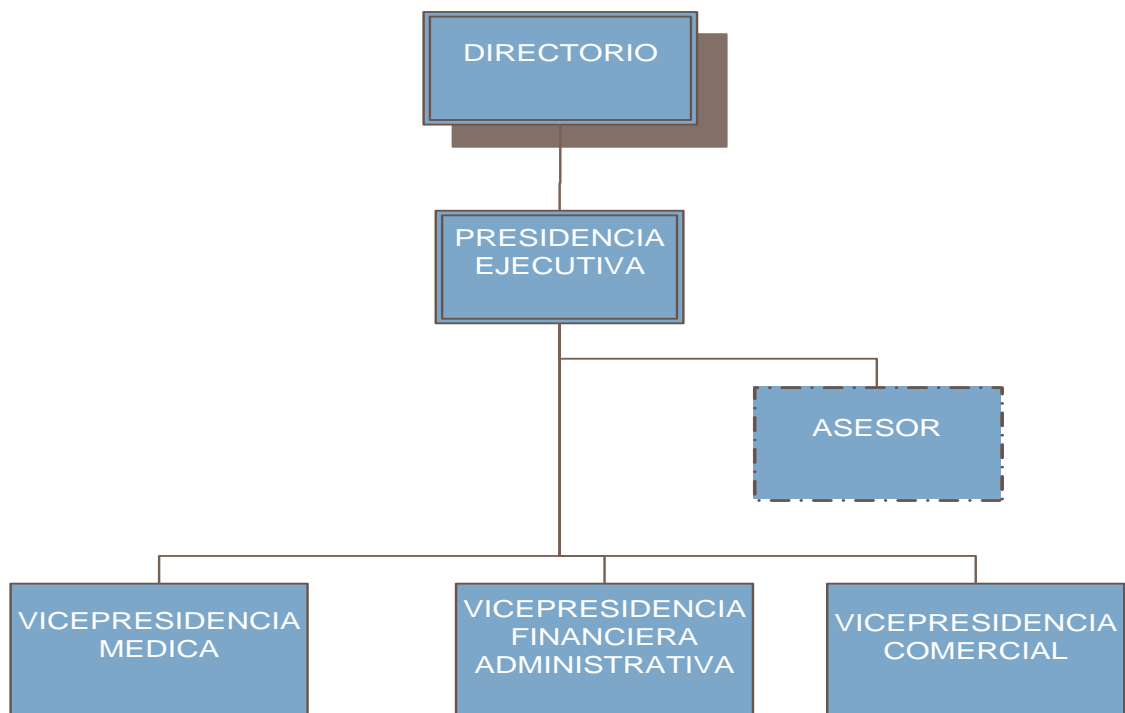 DIRECTORIO
PRESIDENCIA
EJECUTIVA
ASESOR
VICEPRESIDENCIA
MEDICA
VICEPRESIDENCIA
FINANCIERA
ADMINISTRATIVA
VICEPRESIDENCIA
COMERCIAL